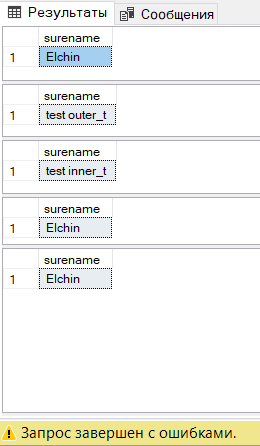 Результаты
Сообщения
surename
1 Elchin
surename
1 test outer_t
surename
1 test inner_t
surename
1 Elchin
surename
1 Elchin
Запрос завершен с ошибками.